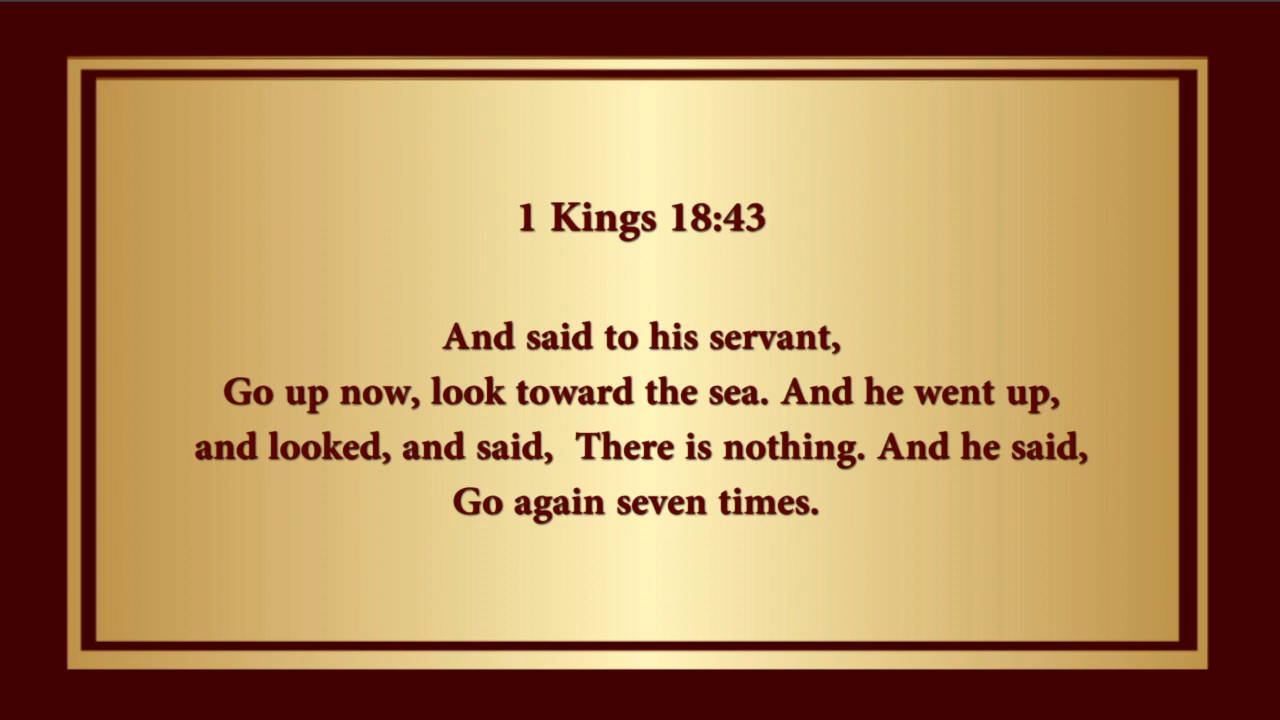 1 Kings 18:43
And said to his servant,
Go up now, look toward the sea. And he went up,
and looked, and said,  There is nothing. And he said,
Go again seven times.